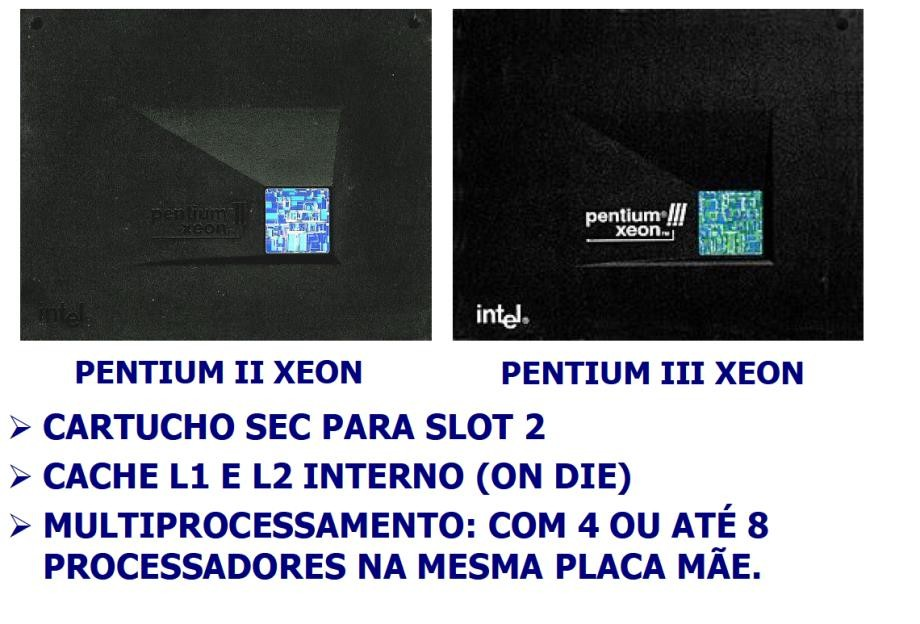 pentium II
xeon
intel
pentium® III
xeon™
intel®
PENTIUM II XEON
PENTIUM III XEON
➢ CARTUCHO SEC PARA SLOT 2
➢ CACHE L1 E L2 INTERNO (ON DIE)
➢ MULTIPROCESSAMENTO: COM 4 OU ATÉ 8
PROCESSADORES NA MESMA PLACA MÃE.